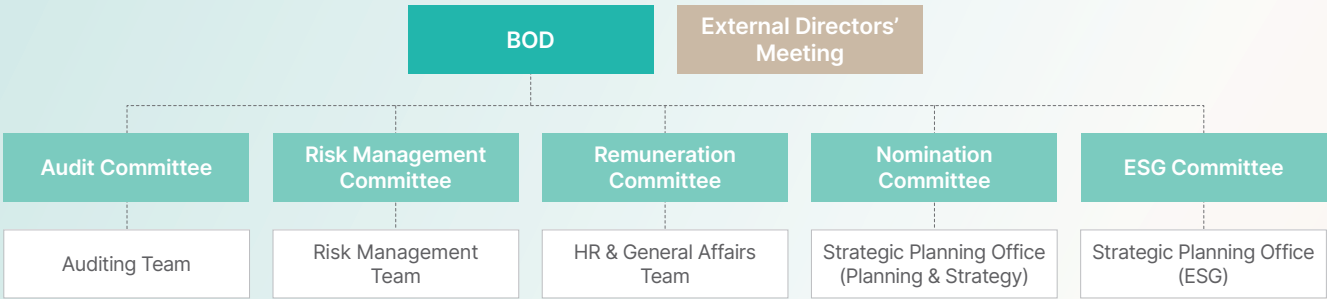 BOD
External Directors’
Meeting
Audit Committee
Risk Management
Committee
Remuneration
Committee
Nomination
Committee
ESG Committee
Auditing Team
Risk Management
Team
HR & General Affairs
Team
Strategic Planning Office
(Planning & Strategy)
Strategic Planning Office
(ESG)